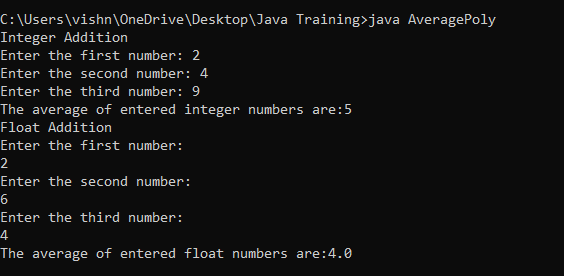 C:\Users\vishn\OneDrive\Desktop\Java Training>java AveragePoly
Integer Addition
Enter the first number: 2
Enter the second number: 4
Enter the third number: 9
The average of entered integer numbers are:5
Float Addition
Enter the first number:
2
Enter the second number:
6
Enter the third number:
4
The average of entered float numbers are:4.0